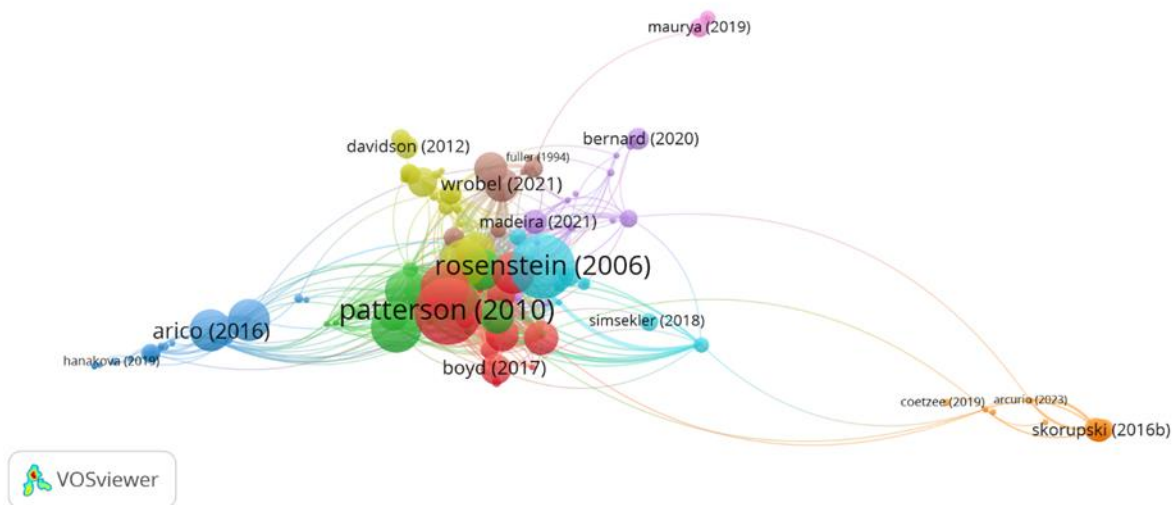 maurya (2019)
davidson (2012)
bernard (2020)
fuller (1994)
wrobel (2021)
madeira (2021)
rosenstein (2006)
patterson (2010)
simsekler (2018)
arico (2016)
hanakova (2019)
boyd (2017)
coetzee (2019)
arcurio (2023)
skorupski (2016b)
VOSviewer